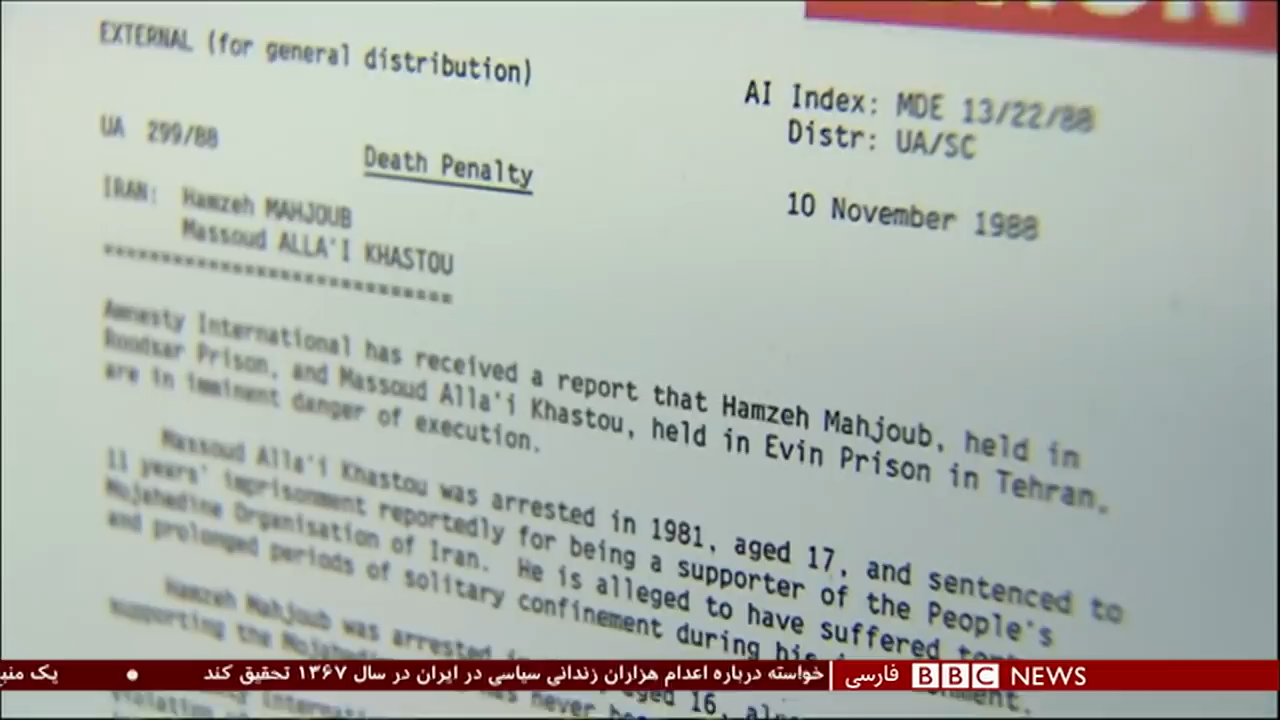 EXTERNAL (for general distribution)
AI Index: MDE 13/22/88
Distr: UA/SC
UA 299/88
Death Penalty
10 November 1988
IRAN: Hamzeh MAHJOUB
Massoud ALLA'I KHASTOU
Amnesty International has received a report that Hamzeh Mahjoub, held in
Roodsar Prison, and Massoud Alla'i Khastou, held in Evin Prison in Tehran,
are in imminent danger of execution.
Massoud Alla'i Khastou was arrested in 1981, aged 17, and sentenced to
11 years' imprisonment reportedly for being a supporter of the People's
Mojahedine Organisation of Iran. He is alleged to have suffered
and prolonged periods of solitary confinement during his
Hamzeh Mahjoub was arrested
supporting the aged 16,
has never
خواسته درباره اعدام هزاران زندانی سیاسی در ایران در سال ۱۳۶۷ تحقیق کند • یک
BBC NEWS فارسی